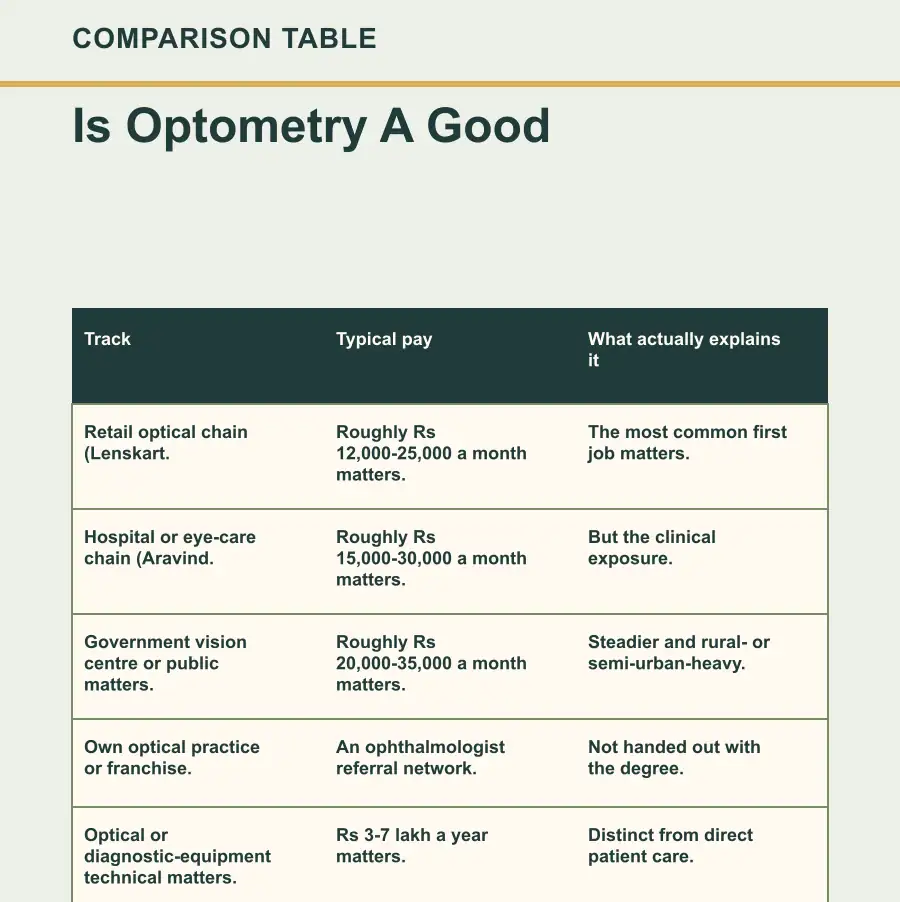 COMPARISON TABLE
Is Optometry A Good
Track
Typical pay
What actually explains
it
Retail optical chain
(Lenskart.
Roughly Rs
12,000-25,000 a month
matters.
The most common first
job matters.
Hospital or eye-care
chain (Aravind.
Roughly Rs
15,000-30,000 a month
matters.
But the clinical
exposure.
Government vision
centre or public
matters.
Roughly Rs
20,000-35,000 a month
matters.
Steadier and rural- or
semi-urban-heavy.
Own optical practice
or franchise.
An ophthalmologist
referral network.
Not handed out with
the degree.
Optical or
diagnostic-equipment
technical matters.
Rs 3-7 lakh a year
matters.
Distinct from direct
patient care.